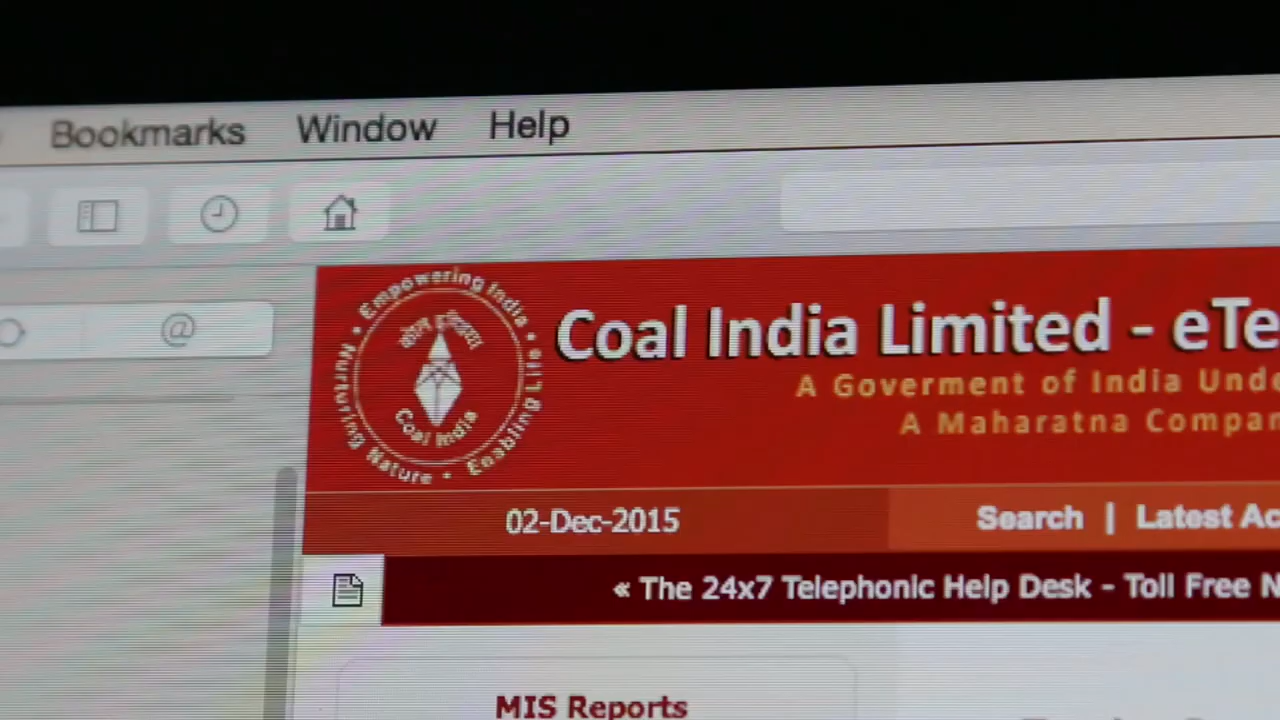 Bookmarks Window Help
@
Empowering India • Enabling Life • Nurturing Nature •
कोल इण्डिया
Coal India
Coal India Limited - eTe
A Goverment of India Unde
A Maharatna Compan
02-Dec-2015
Search | Latest Ac
« The 24x7 Telephonic Help Desk - Toll Free N
MIS Reports